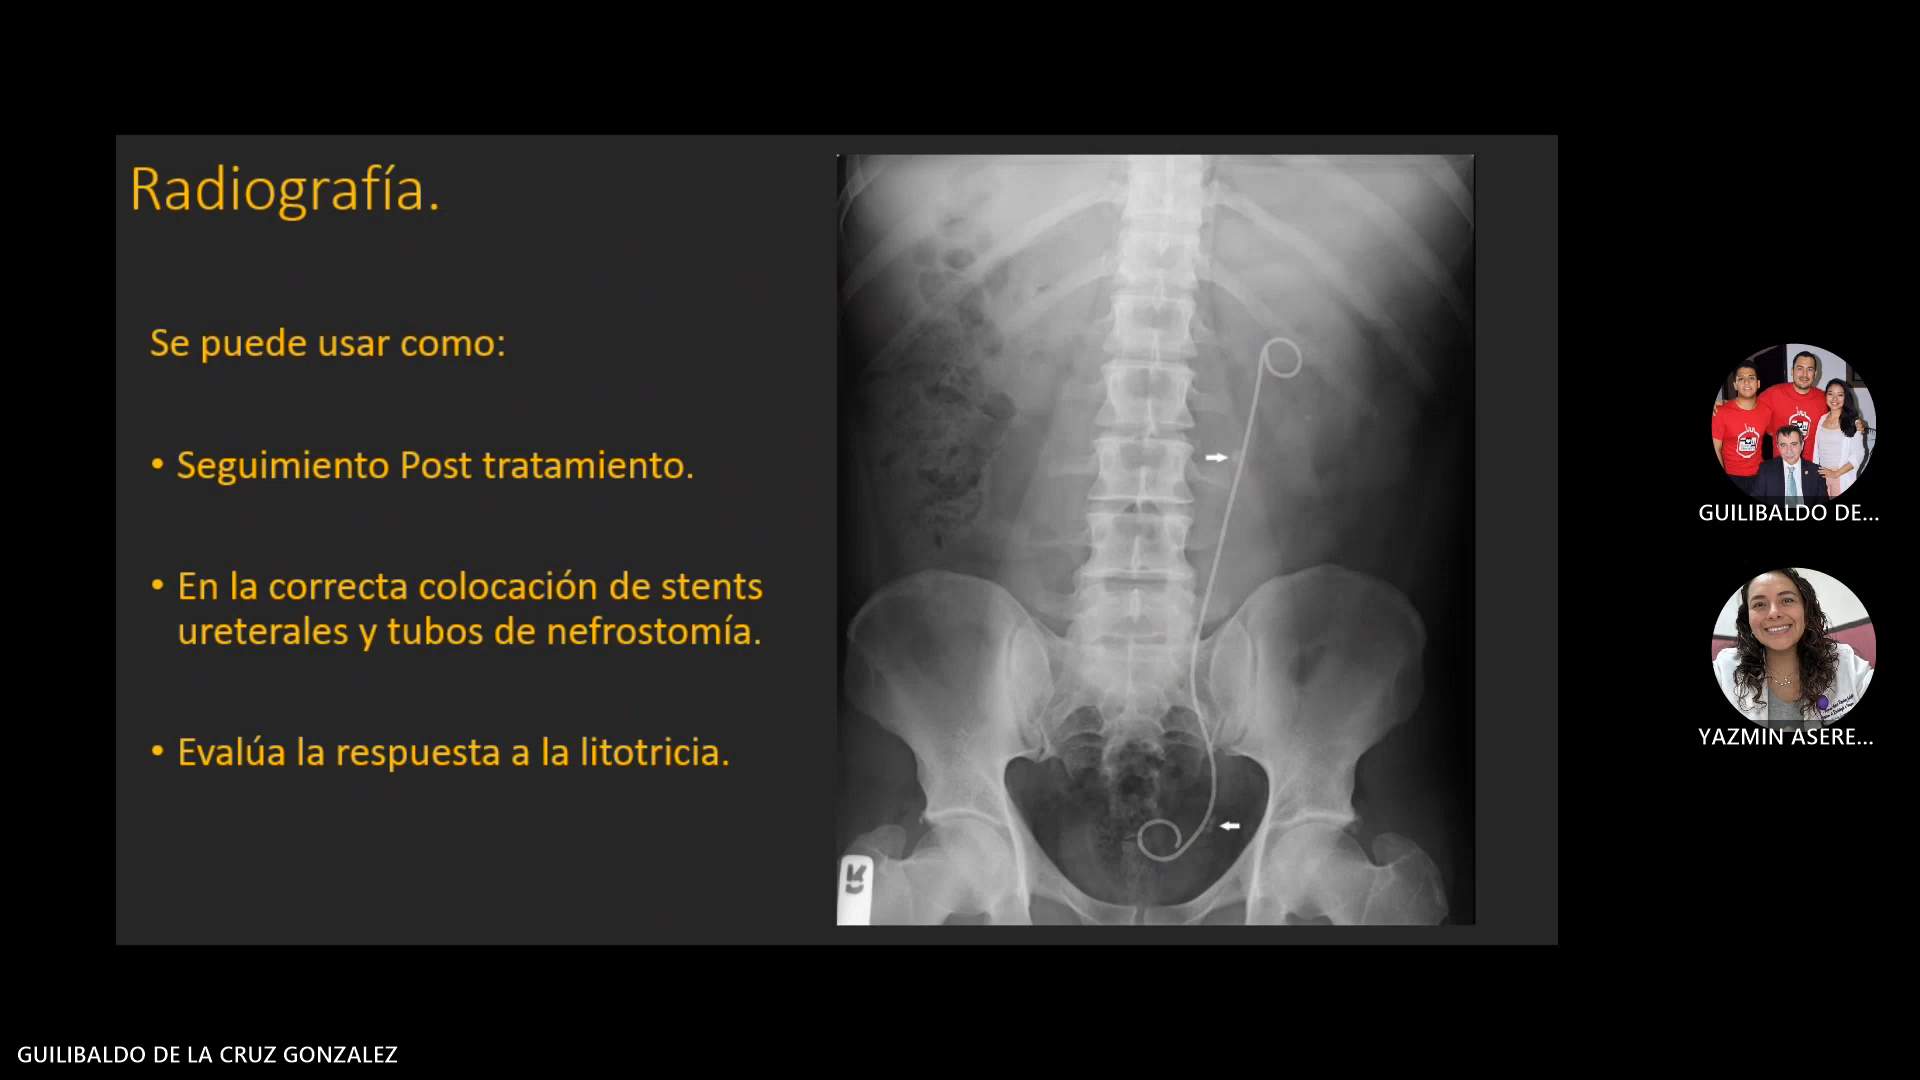 Radiografía.
Se puede usar como:
• Seguimiento Post tratamiento.
• En la correcta colocación de stents
ureterales y tubos de nefrostomía.
• Evalúa la respuesta a la litotricia.
GUILIBALDO DE...
YAZMIN ASERE...
GUILIBALDO DE LA CRUZ GONZALEZ